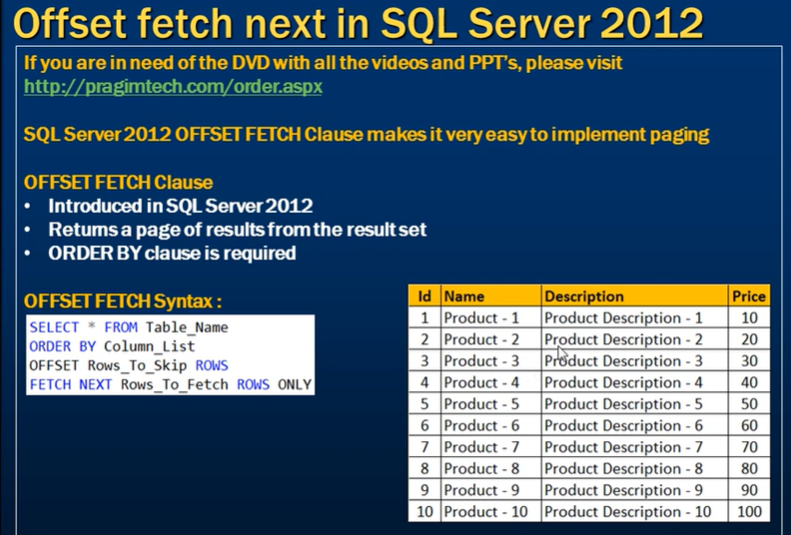 Offset fetch next in SQL Server 2012
If you are in need of the DVD with all the videos and PPT's, please visit
http://pragimtech.com/order.aspx
SQL Server 2012 OFFSET FETCH Clause makes it very easy to implement paging
OFFSET FETCH Clause
• Introduced in SQL Server 2012
• Returns a page of results from the result set
• ORDER BY clause is required
OFFSET FETCH Syntax :
SELECT * FROM Table_Name
ORDER BY Column_List
OFFSET Rows_To_Skip ROWS
FETCH NEXT Rows_To_Fetch ROWS ONLY
Id Name Description Price
1 Product - 1 Product Description - 1 10
2 Product - 2 Product Description - 2 20
3 Product - 3 Product Description - 3 30
4 Product - 4 Product Description - 4 40
5 Product - 5 Product Description - 5 50
6 Product - 6 Product Description - 6 60
7 Product - 7 Product Description - 7 70
8 Product - 8 Product Description - 8 80
9 Product - 9 Product Description - 9 90
10 Product - 10 Product Description - 10 100